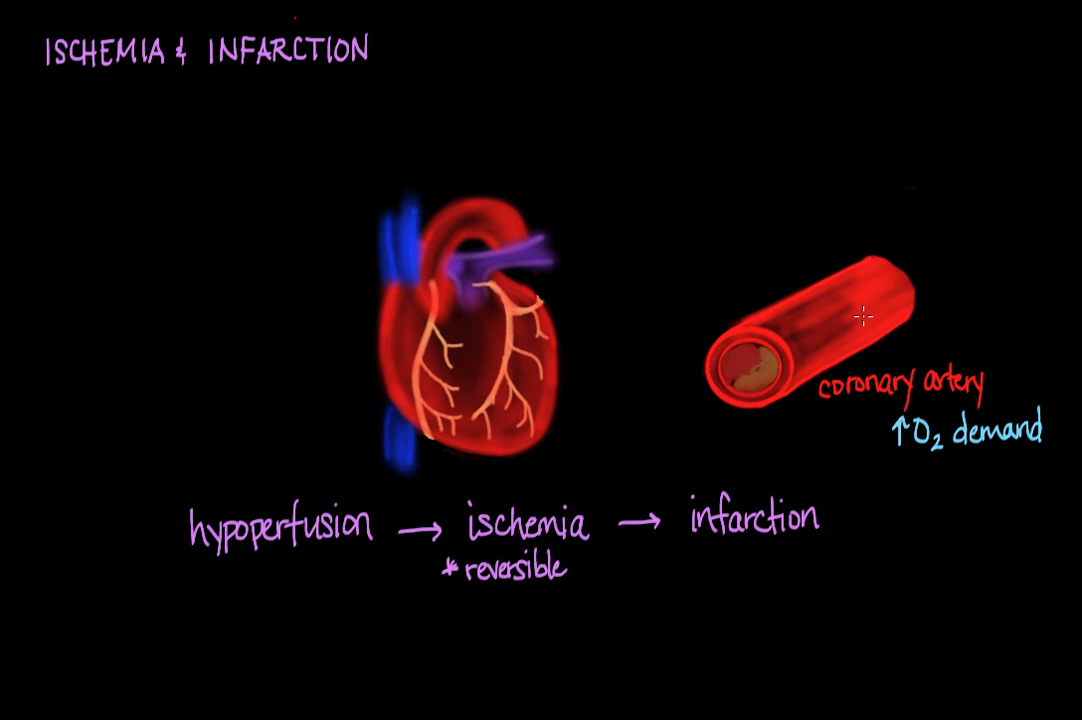 ISCHEMIA & INFARCTION
coronary artery
↑O₂ demand
hypoperfusion → ischemia → infarction
* reversible